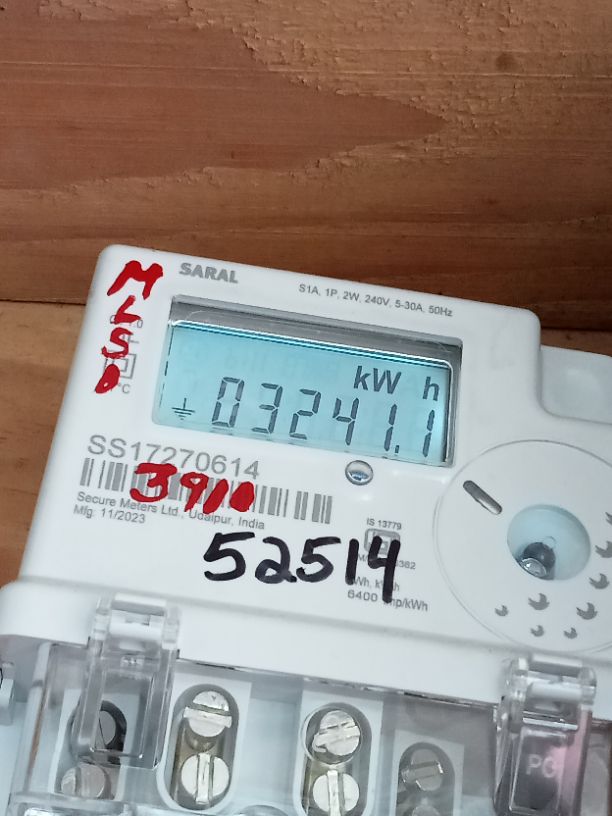 SARAL
S1A, 1P, 2W, 240V, 5-30A, 50Hz
MLSD
°C
kW h
03241.1
SS17270614
3910
Secure Meters Ltd., Udaipur, India
Mfg. 11/2023
IS 13779
52514
6400 imp/kWh
PG